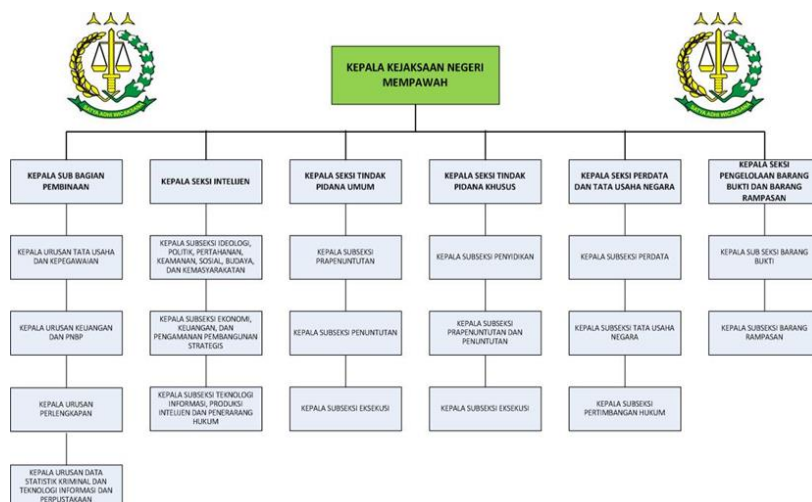 KEPALA KEJAKSAAN NEGERI
MEMPAWAH
SATYA ADHI WICAKSANA
SATYA ADHI WICAKSANA
KEPALA SUB BAGIAN
PEMBINAAN
KEPALA SEKSI INTELIJEN
KEPALA SEKSI TINDAK
PIDANA UMUM
KEPALA SEKSI TINDAK
PIDANA KHUSUS
KEPALA SEKSI PERDATA
DAN TATA USAHA NEGARA
KEPALA SEKSI
PENGELOLAAN BARANG
BUKTI DAN BARANG
RAMPASAN
KEPALA URUSAN TATA USAHA
DAN KEPEGAWAIAN
KEPALA SUBSEKSI IDEOLOGI,
POLITIK, PERTAHANAN,
KEAMANAN, SOSIAL, BUDAYA,
DAN KEMASYARAKATAN
KEPALA SUBSEKSI
PRAPENUNTUTAN
KEPALA SUBSEKSI PENYIDIKAN
KEPALA SUBSEKSI PERDATA
KEPALA SUB SEKSI BARANG
BUKTI
KEPALA URUSAN KEUANGAN
DAN PNBP
KEPALA SUBSEKSI EKONOMI,
KEUANGAN, DAN
PENGAMANAN PEMBANGUNAN
STRATEGIS
KEPALA SUBSEKSI PENUNTUTAN
KEPALA SUBSEKSI
PRAPENUNTUTAN DAN
PENUNTUTAN
KEPALA SUBSEKSI TATA USAHA
NEGARA
KEPALA SUBSEKSI BARANG
RAMPASAN
KEPALA URUSAN
PERLENGKAPAN
KEPALA SUBSEKSI TEKNOLOGI
INFORMASI, PRODUKSI
INTELIJEN DAN PENERARANG
HUKUM
KEPALA SUBSEKSI EKSEKUSI
KEPALA SUBSEKSI EKSEKUSI
KEPALA SUBSEKSI
PERTIMBANGAN HUKUM
KEPALA URUSAN DATA
STATISTIK KRIMINAL DAN
TEKNOLOGI INFORMASI DAN
PERPUSTAKAAN